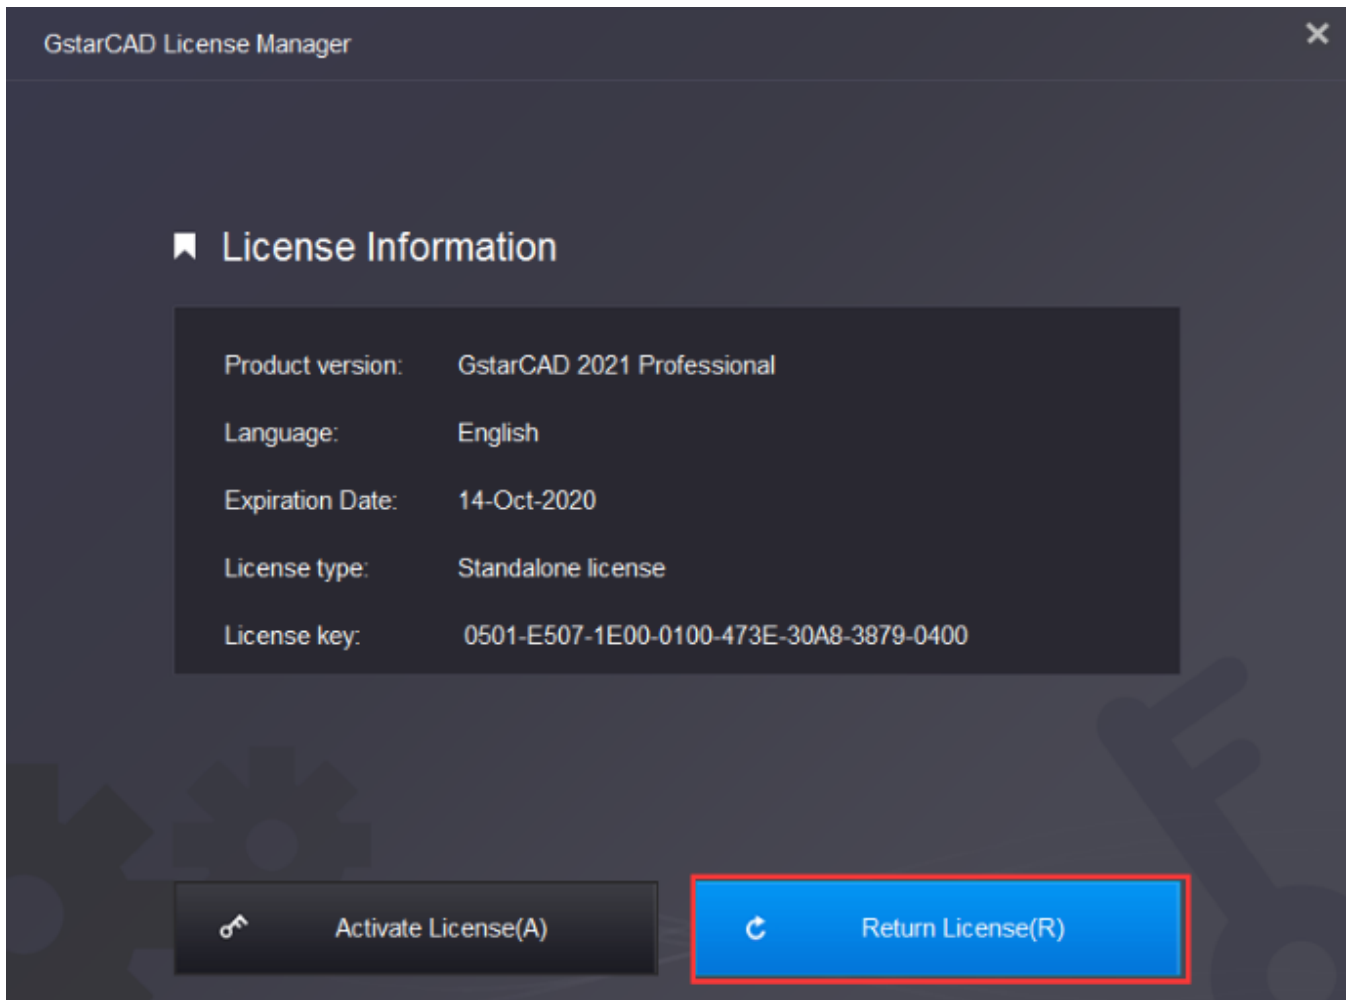 GstarCAD License Manager
License Information
Product version: GstarCAD 2021 Professional
Language: English
Expiration Date: 14-Oct-2020
License type: Standalone license
License key: 0501-E507-1E00-0100-473E-30A8-3879-0400
Activate License(A) Return License(R)